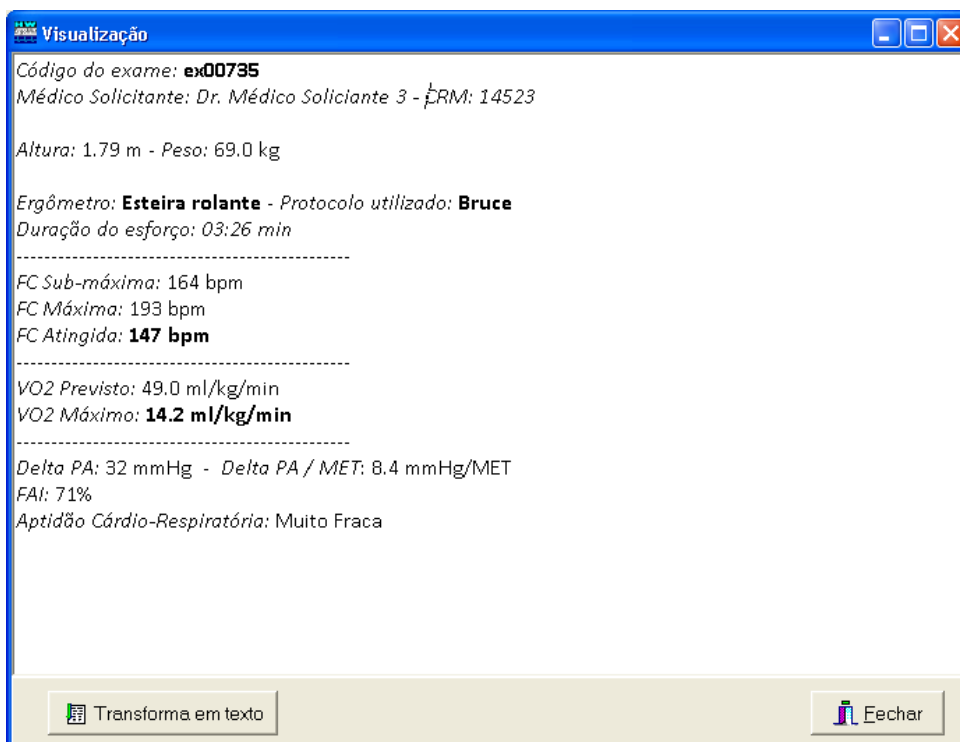 HW
Visualização
Código do exame: ex00735
Médico Solicitante: Dr. Médico Soliciante 3 - CRM: 14523
Altura: 1.79 m - Peso: 69.0 kg
Ergômetro: Esteira rolante - Protocolo utilizado: Bruce
Duração do esforço: 03:26 min
------------------------------------------------
FC Sub-máxima: 164 bpm
FC Máxima: 193 bpm
FC Atingida: 147 bpm
------------------------------------------------
VO2 Previsto: 49.0 ml/kg/min
VO2 Máximo: 14.2 ml/kg/min
------------------------------------------------
Delta PA: 32 mmHg - Delta PA / MET: 8.4 mmHg/MET
FAI: 71%
Aptidão Cárdio-Respiratória: Muito Fraca
Transforma em texto
Fechar